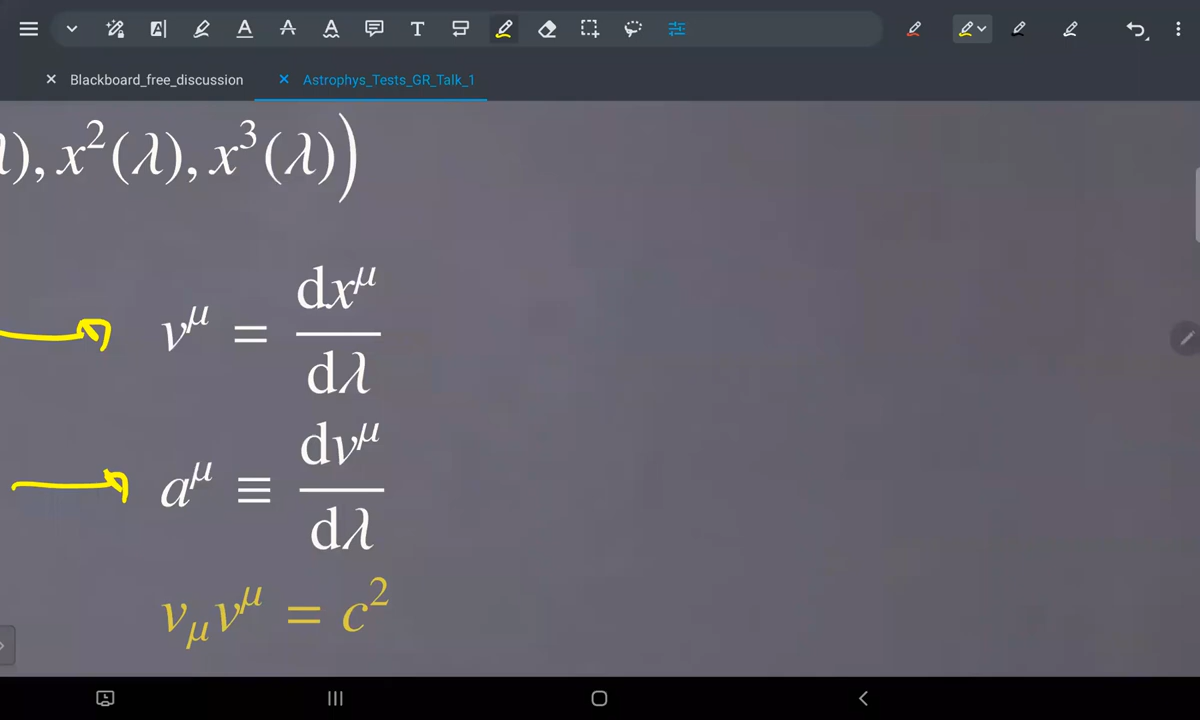 Blackboard_free_discussion Astrophys_Tests_GR_Talk_1
λ), x²(λ), x³(λ))
v^μ = dx^μ/dλ
a^μ ≡ dv^μ/dλ
v_μ v^μ = c²